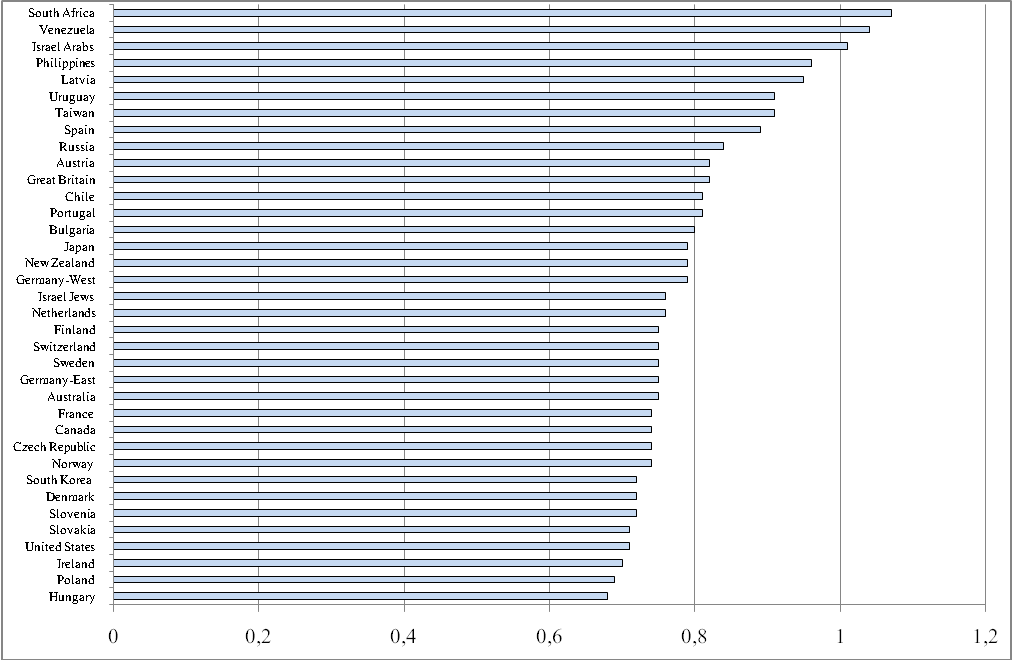 South Africa
Venezuela
Israel Arabs
Philippines
Latvia
Uruguay
Taiwan
Spain
Russia
Austria
Great Britain
Chile
Portugal
Bulgaria
Japan
New Zealand
Germany-West
Israel Jews
Netherlands
Finland
Switzerland
Sweden
Germany-East
Australia
France
Canada
Czech Republic
Norway
South Korea
Denmark
Slovenia
Slovakia
United States
Ireland
Poland
Hungary
0 0,2 0,4 0,6 0,8 1 1,2